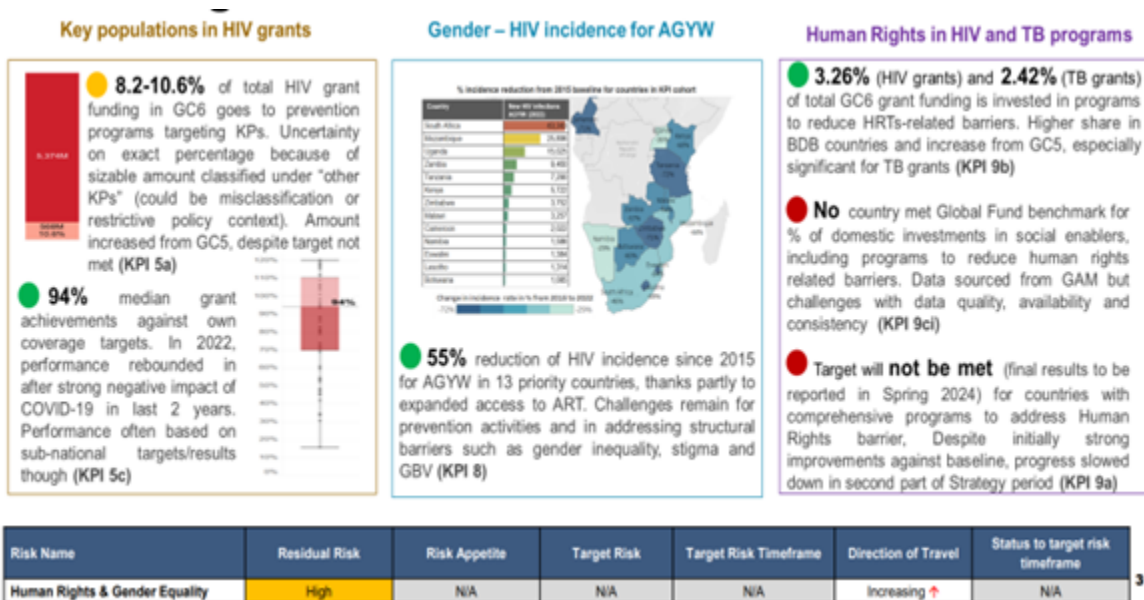 Key populations in HIV grants
8.2-10.6% of total HIV grant
funding in GC6 goes to prevention
programs targeting KPs. Uncertainty
on exact percentage because of
sizable amount classified under "other
KPs" (could be misclassification or
restrictive policy context). Amount
increased from GC5, despite target not
met (KPI 5a)
94% median grant
achievements against own
coverage targets. In 2022,
performance rebounded in
after strong negative impact of
COVID-19 in last 2 years.
Performance often based on
sub-national targets/results
though (KPI 5c)
94%
Gender – HIV incidence for AGYW
% incidence reduction from 2015 baseline for countries in KPI cohort
Country
New HIV infections
AGYW (2022)
South Africa
Mozambique
Uganda
Zambia
Tanzania
Kenya
Zimbabwe
Malawi
Cameroon
Namibia
Eswatini
Lesotho
Botswana
Change in incidence rate in % from 2015 to 2022
55% reduction of HIV incidence since 2015
for AGYW in 13 priority countries, thanks partly to
expanded access to ART. Challenges remain for
prevention activities and in addressing structural
barriers such as gender inequality, stigma and
GBV (KPI 8)
Human Rights in HIV and TB programs
3.26% (HIV grants) and 2.42% (TB grants)
of total GC6 grant funding is invested in programs
to reduce HRTs-related barriers. Higher share in
BDB countries and increase from GC5, especially
significant for TB grants (KPI 9b)
No country met Global Fund benchmark for
% of domestic investments in social enablers,
including programs to reduce human rights
related barriers. Data sourced from GAM but
challenges with data quality, availability and
consistency (KPI 9ci)
Target will not be met (final results to be
reported in Spring 2024) for countries with
comprehensive programs to address Human
Rights barrier, Despite initially strong
improvements against baseline, progress slowed
down in second part of Strategy period (KPI 9a)
Risk Name Residual Risk Risk Appetite Target Risk Target Risk Timeframe Direction of Travel Status to target risk timeframe
Human Rights & Gender Equality High N/A N/A N/A Increasing ↑ N/A
3